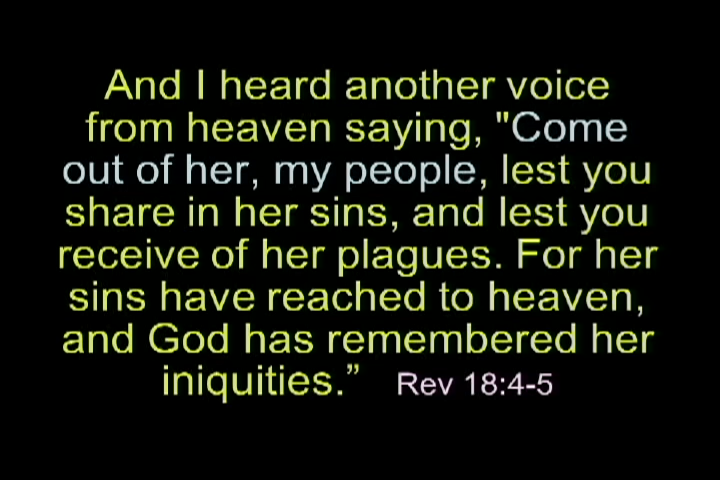 And I heard another voice
from heaven saying, "Come
out of her, my people, lest you
share in her sins, and lest you
receive of her plagues. For her
sins have reached to heaven,
and God has remembered her
iniquities.” Rev 18:4-5